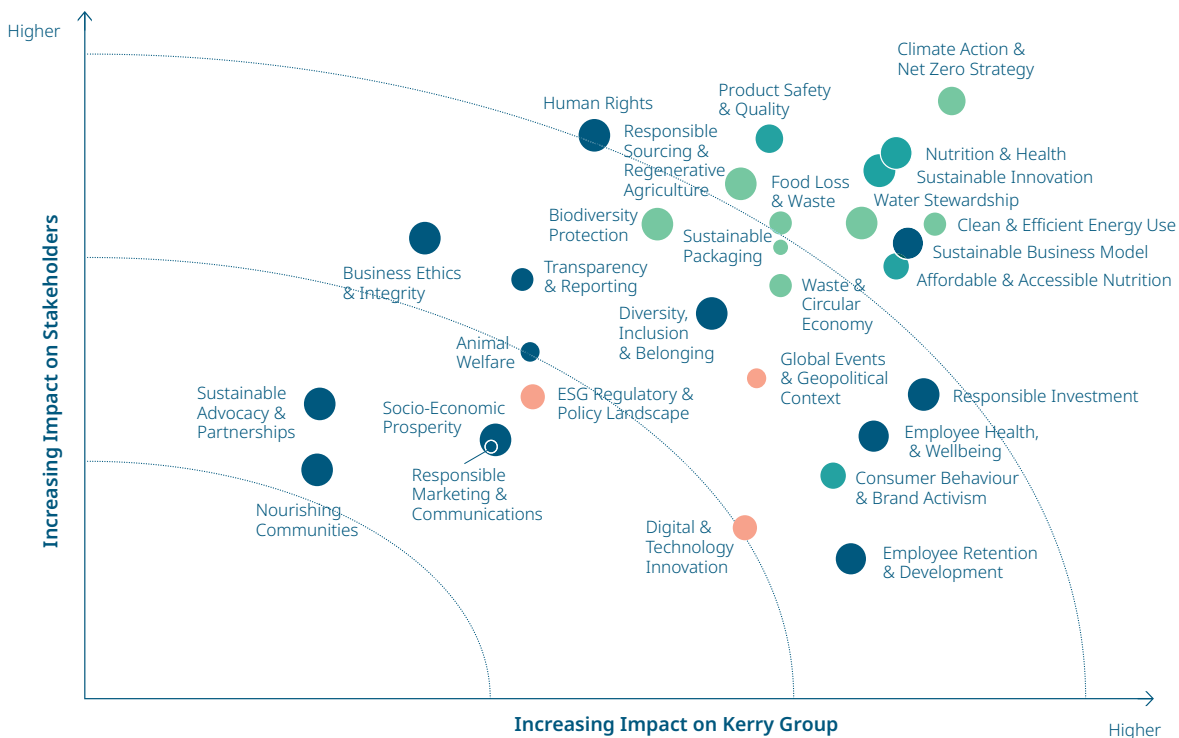 Higher
Climate Action &
Net Zero Strategy
Product Safety
& Quality
Human Rights
Responsible
Sourcing &
Regenerative
Agriculture
Nutrition & Health
Sustainable Innovation
Food Loss
& Waste
Water Stewardship
Biodiversity
Protection
Clean & Efficient Energy Use
Sustainable
Packaging
Sustainable Business Model
Business Ethics
& Integrity
Transparency
& Reporting
Affordable & Accessible Nutrition
Waste &
Circular
Economy
Diversity,
Inclusion
& Belonging
Animal
Welfare
Global Events
& Geopolitical
Context
Sustainable
Advocacy &
Partnerships
ESG Regulatory &
Policy Landscape
Responsible Investment
Socio-Economic
Prosperity
Employee Health,
& Wellbeing
Responsible
Marketing &
Communications
Consumer Behaviour
& Brand Activism
Nourishing
Communities
Digital &
Technology
Innovation
Employee Retention
& Development
Increasing Impact on Stakeholders
Increasing Impact on Kerry Group
Higher